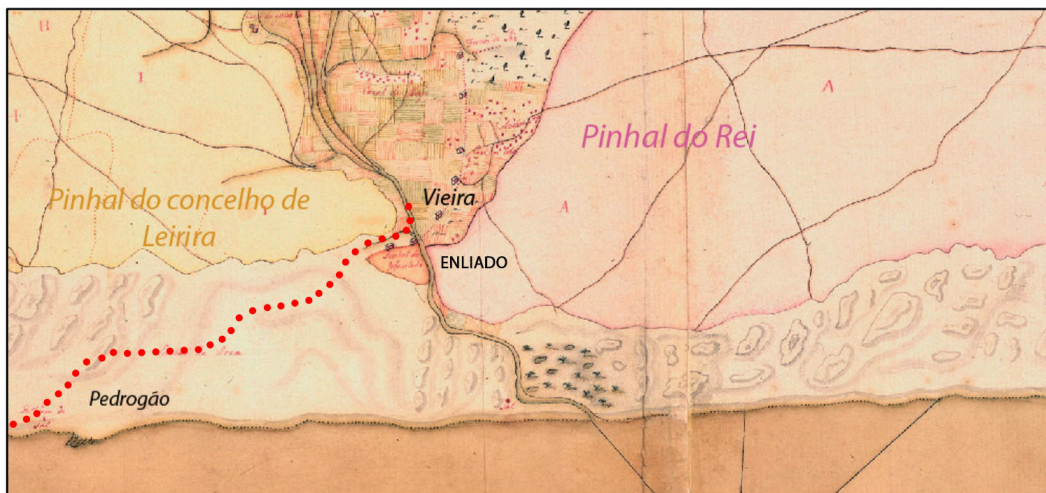 B
I
A
Pinhal do Rei
Pinhal do concelho de
Leirira
Vieira
A
A
ENLIADO
Pedrogão